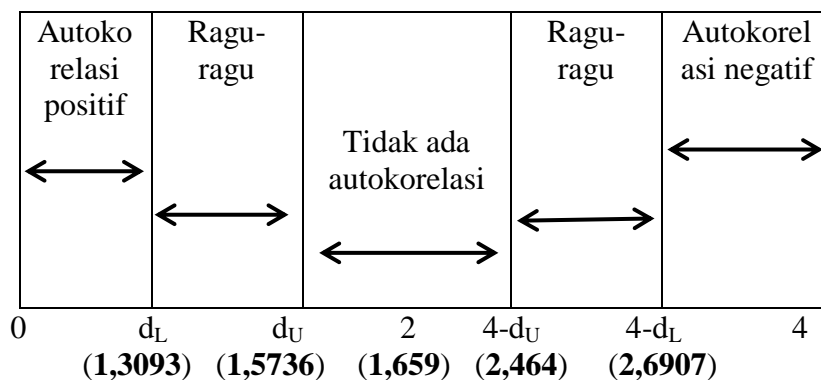 Autoko
relasi
positif
Ragu-
ragu
Tidak ada
autokorelasi
Ragu-
ragu
Autokorel
asi negatif
0 dL dU 2 4-dU 4-dL 4
(1,3093) (1,5736) (1,659) (2,464) (2,6907)